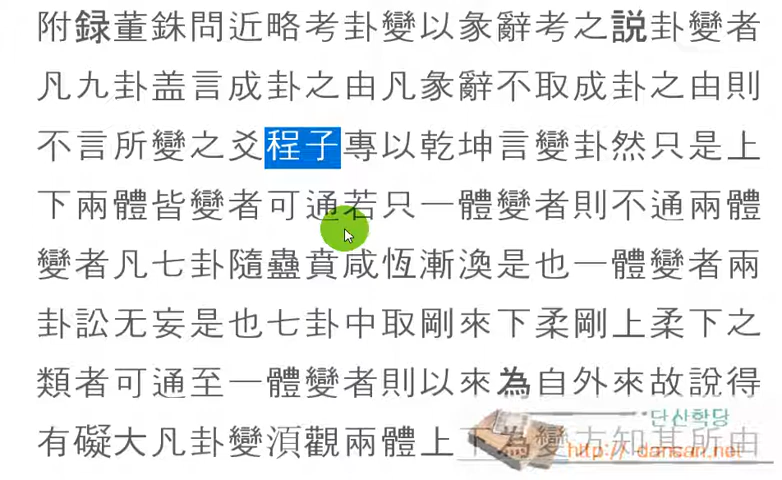 附録董銖問近略考卦變以彖辭考之説卦變者
凡九卦盖言成卦之由凡彖辭不取成卦之由則
不言所變之爻程子專以乾坤言變卦然只是上
下兩體皆變者可通若只一體變者則不通兩體
變者凡七卦隨蠱賁咸恆漸渙是也一體變者兩
卦訟无妄是也七卦中取剛來下柔剛上柔下之
類者可通至一體變者則以來為自外來故說得
有礙大凡卦變湏觀兩體上下為變方知其所由
단산학당
http://dansan.net